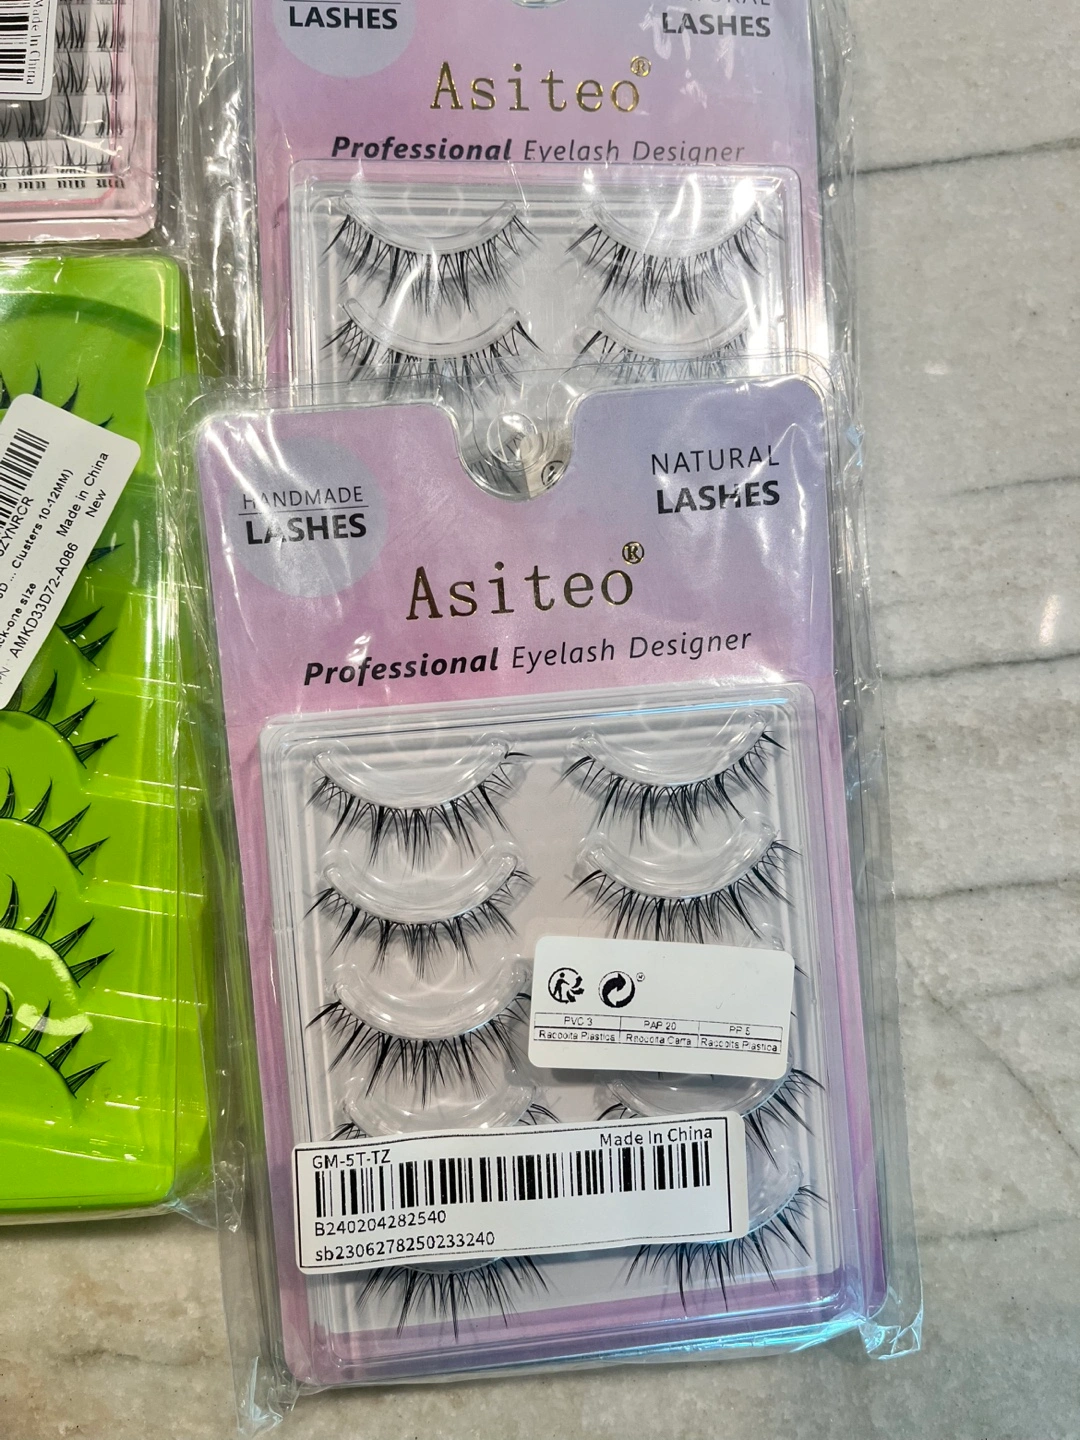 Made In China
LASHES
LASHES
Asiteo®
Professional Eyelash Designer
HANDMADE
LASHES
NATURAL
LASHES
Asiteo®
Professional Eyelash Designer
Clusters 10-12MM)
one size
Made in China
AMKD33D72-A086
New
PVC 3
PAP 20
PP 5
Raccolta Plastica
Raccolta Carta
Raccolta Plastica
GM-5T-TZ
Made In China
B240204282540
sb2306278250233240